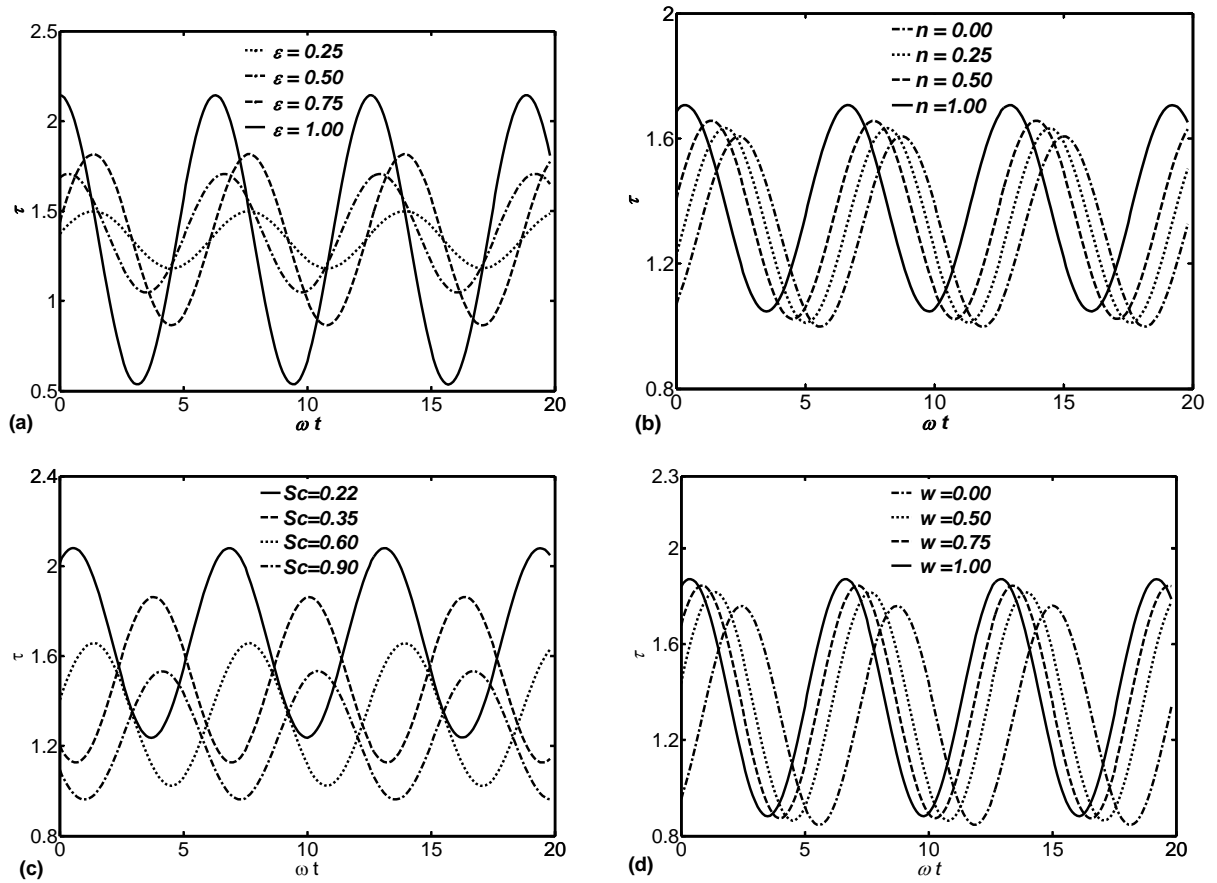 2.5
2
1.5
1
0.5
0
5
10
15
20
τ
ω t
ε = 0.25
ε = 0.50
ε = 0.75
ε = 1.00
(a)
2
1.6
1.2
0.8
0
5
10
15
20
τ
ω t
n = 0.00
n = 0.25
n = 0.50
n = 1.00
(b)
2.4
2
1.6
1.2
0.8
0
5
10
15
20
τ
ω t
Sc=0.22
Sc=0.35
Sc=0.60
Sc=0.90
(c)
2.3
2
1.6
1.2
0.8
0
5
10
15
20
τ
ω t
w =0.00
w =0.50
w =0.75
w =1.00
(d)